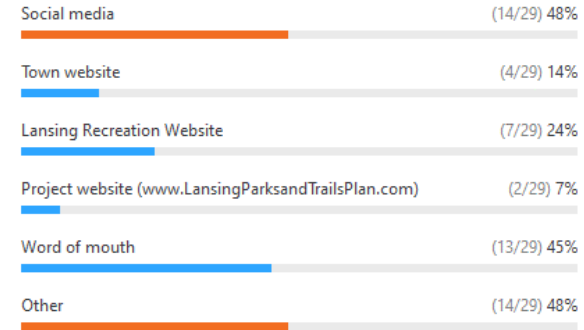 Social media (14/29) 48%
Town website (4/29) 14%
Lansing Recreation Website (7/29) 24%
Project website (www.LansingParksandTrailsPlan.com) (2/29) 7%
Word of mouth (13/29) 45%
Other (14/29) 48%